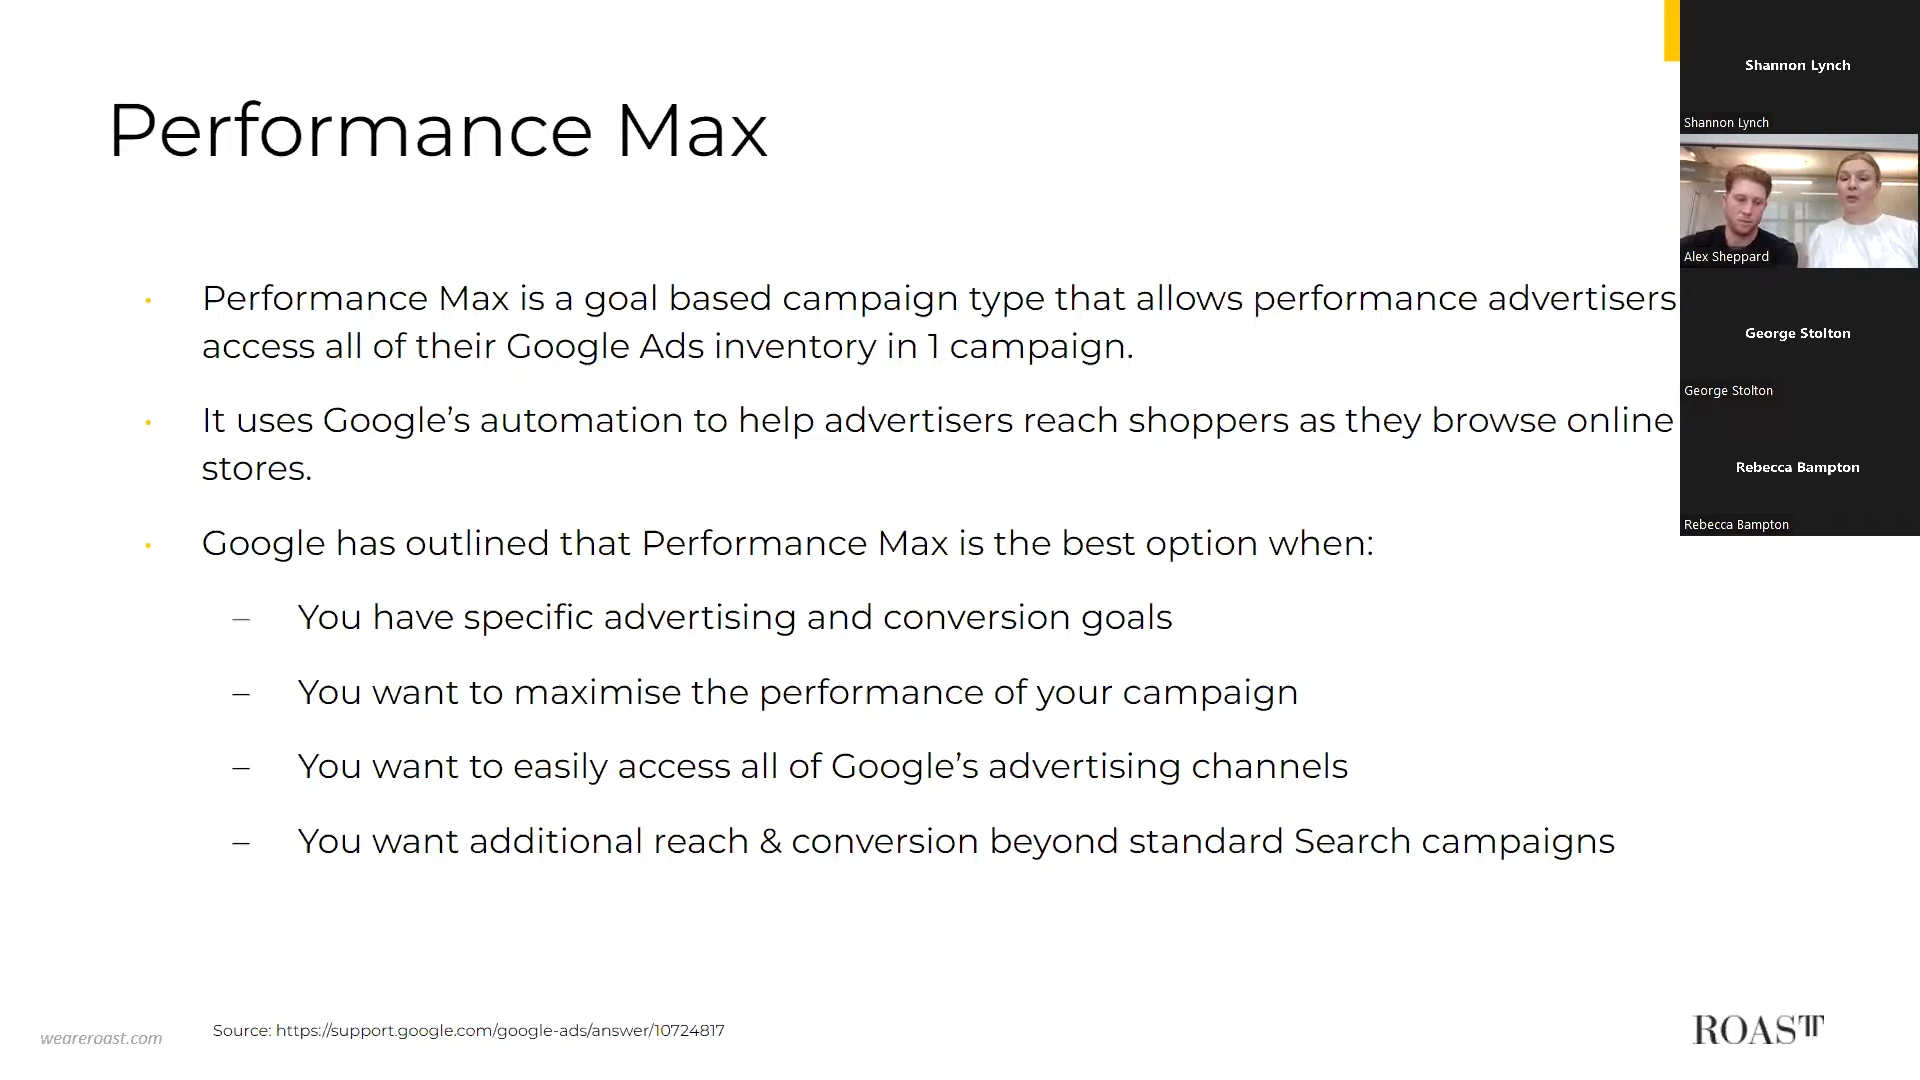 Performance Max
Performance Max is a goal based campaign type that allows performance advertisers
access all of their Google Ads inventory in 1 campaign.
It uses Google’s automation to help advertisers reach shoppers as they browse online
stores.
Google has outlined that Performance Max is the best option when:
– You have specific advertising and conversion goals
– You want to maximise the performance of your campaign
– You want to easily access all of Google’s advertising channels
– You want additional reach & conversion beyond standard Search campaigns
weareroast.com
Source: https://support.google.com/google-ads/answer/10724817
ROAST
Shannon Lynch
Shannon Lynch
Alex Sheppard
George Stolton
George Stolton
Rebecca Bampton
Rebecca Bampton